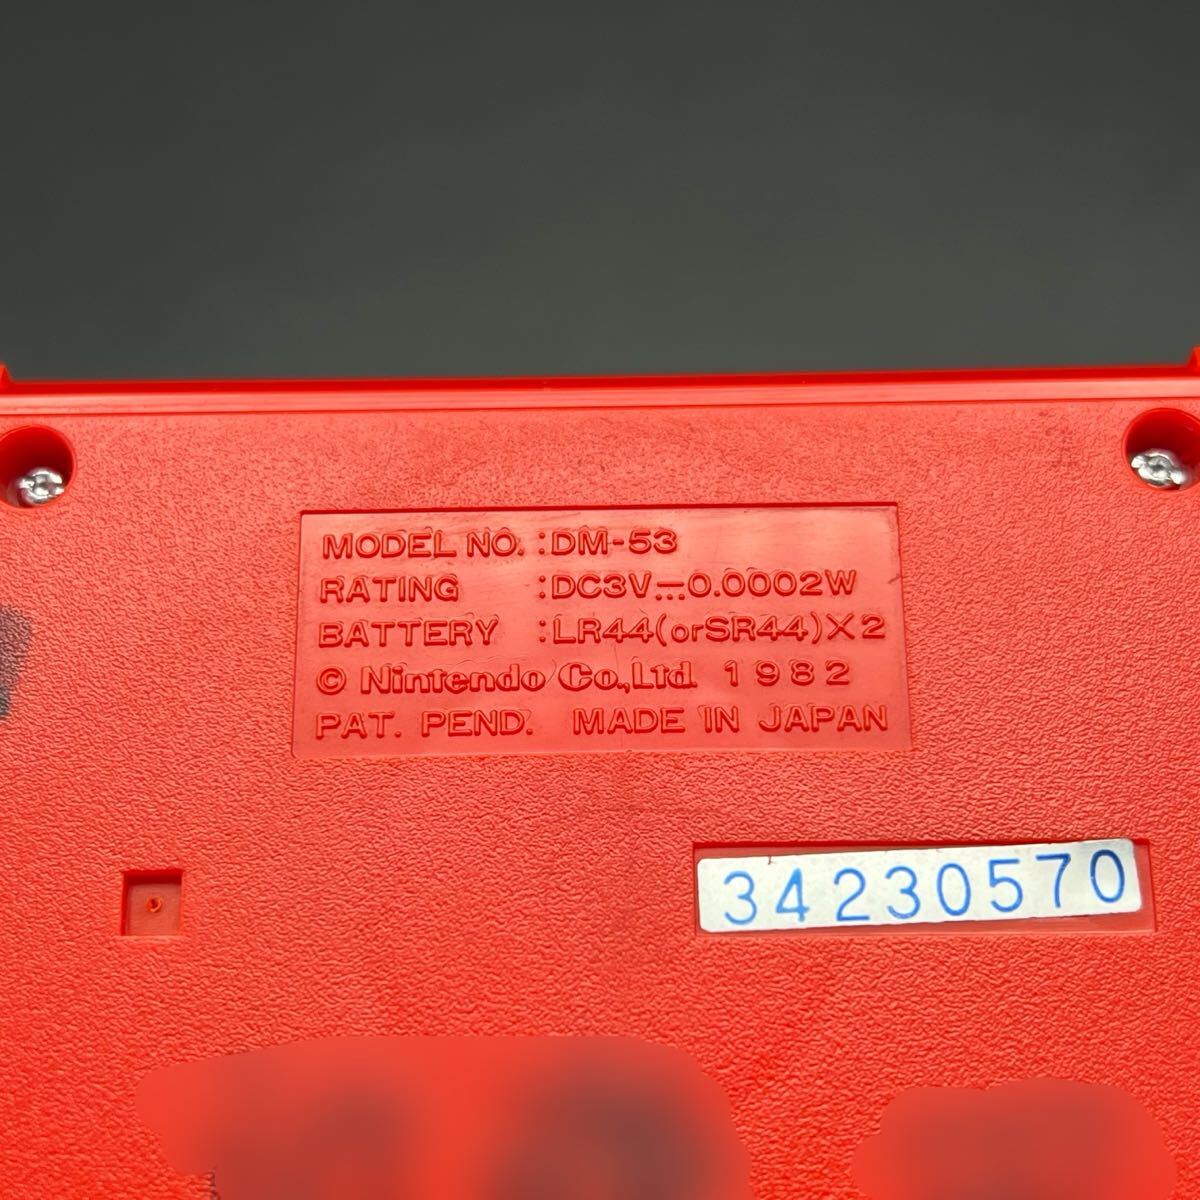 MODEL NO. :DM-53
RATING :DC3V⎓0.0002W
BATTERY :LR44(orSR44)X2
© Nintendo Co.,Ltd. 1982
PAT. PEND. MADE IN JAPAN
34230570